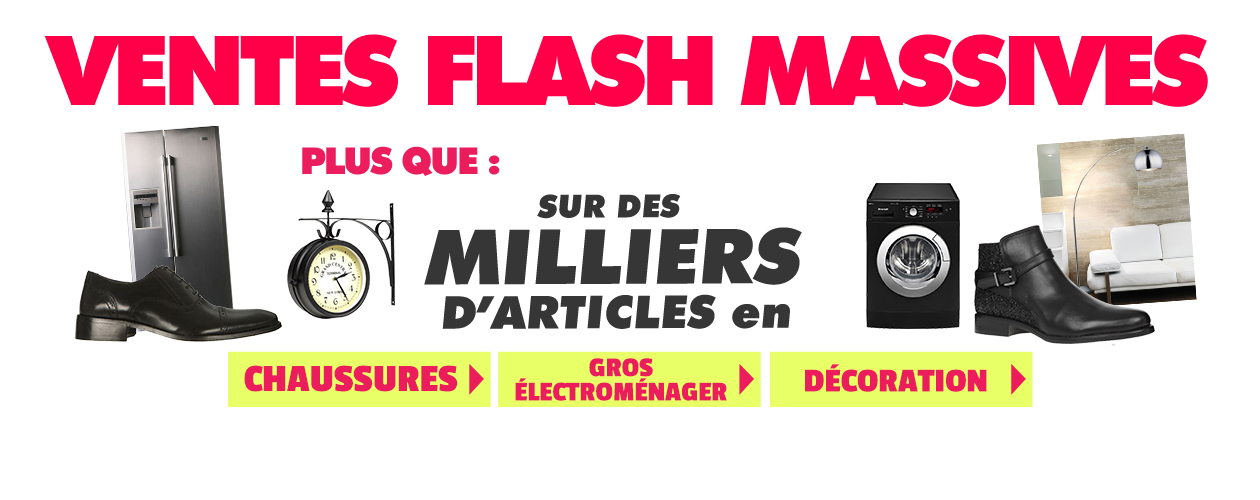 VENTES FLASH MASSIVES
PLUS QUE :
SUR DES
MILLIERS
D'ARTICLES en
CHAUSSURES
GROS
ÉLECTROMÉNAGER
DÉCORATION